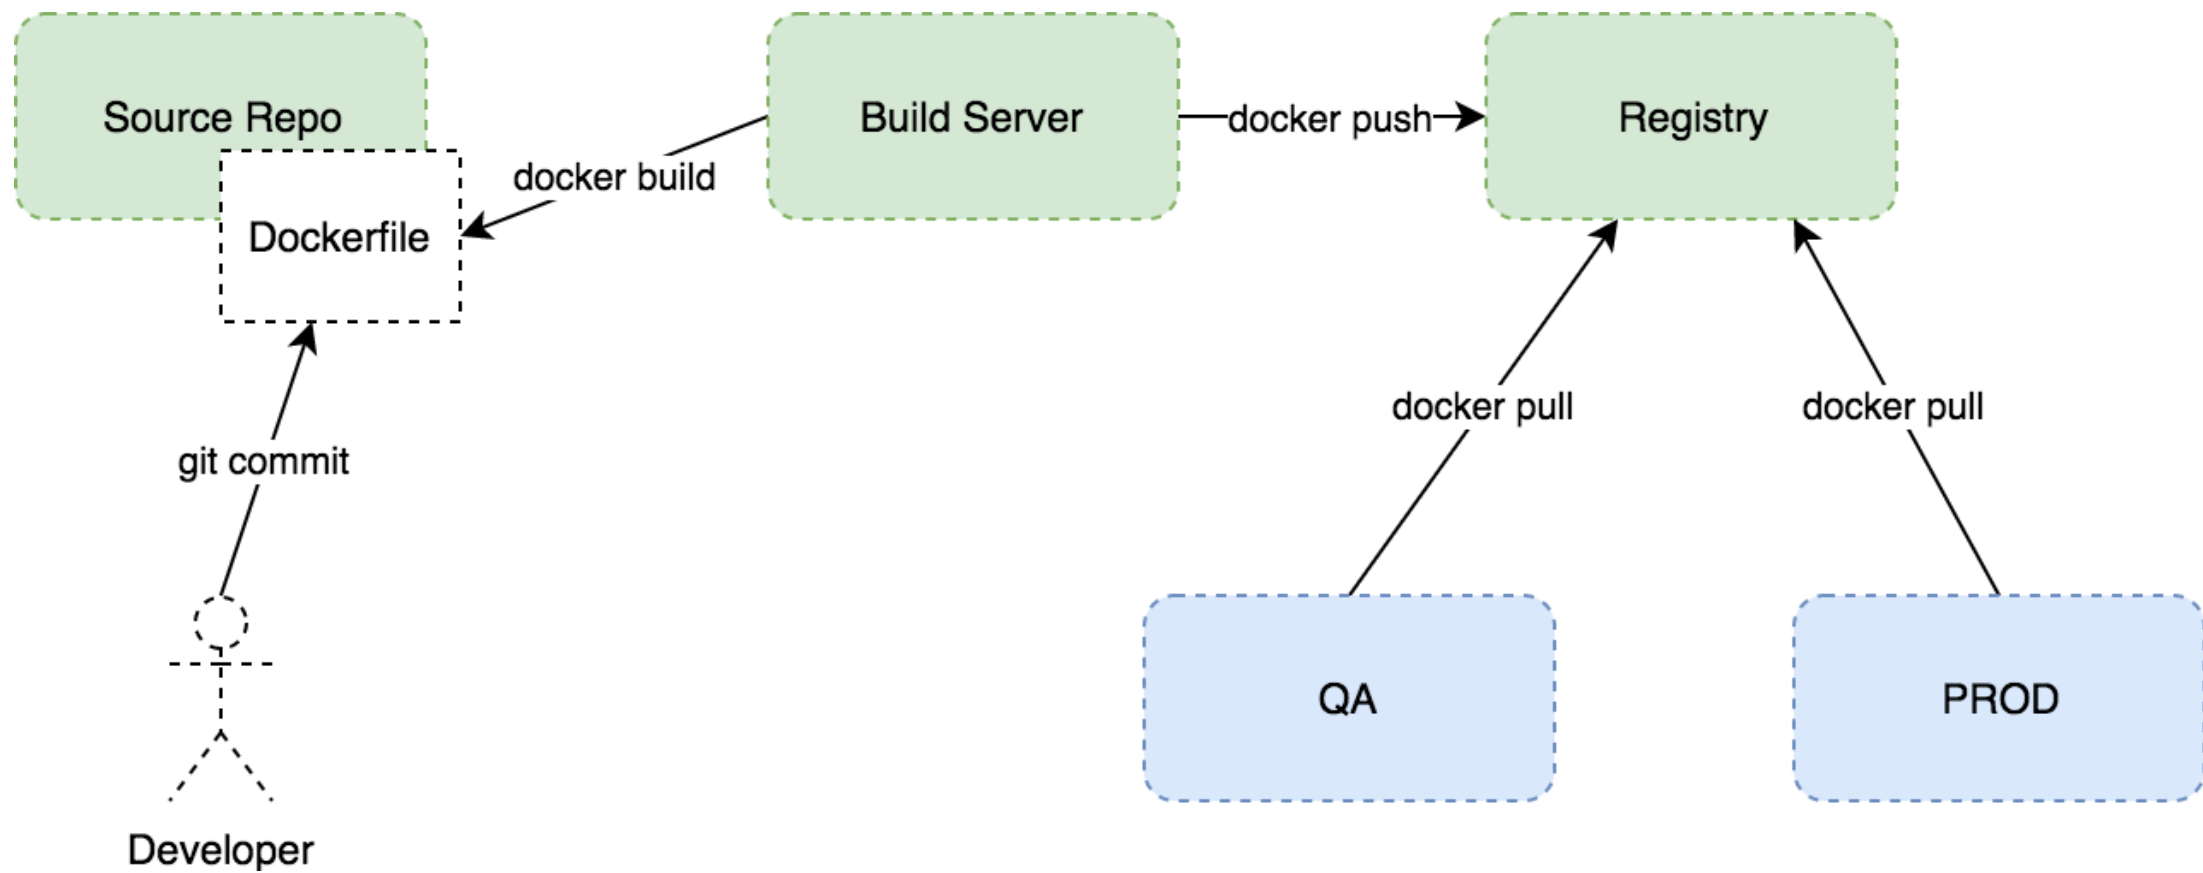 Source Repo
Build Server
docker push
Registry
docker build
Dockerfile
docker pull
docker pull
git commit
QA
PROD
Developer